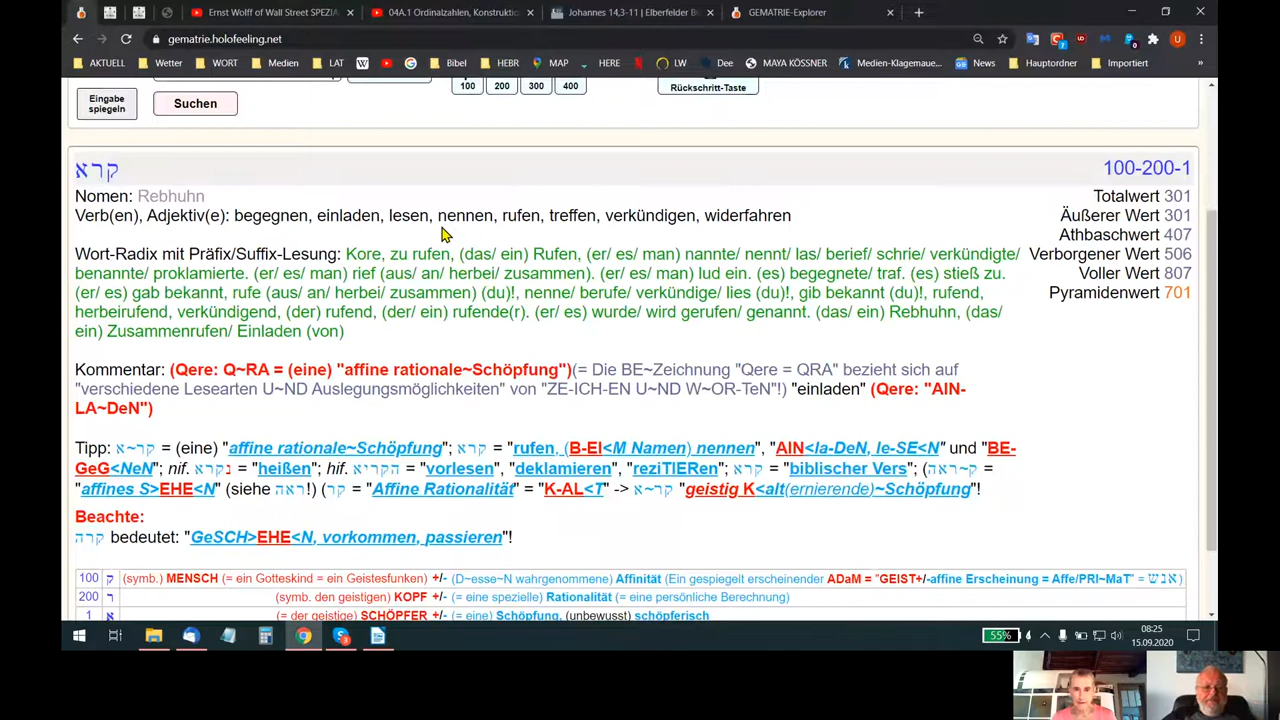 Ernst Wolff of Wall Street SPEZIA
04A.1 Ordinalzahlen, Konstruktio
Johannes 14,3-11 | Elberfelder B
GEMATRIE-Explorer
gematrie.holofeeling.net
AKTUELL Wetter WORT Medien LAT Bibel HEBR MAP HERE LW Dee MAYA KÖSSNER Medien-Klagemaue... News Hauptordner Importiert »
100 200 300 400 Rückschritt-Taste
Eingabe spiegeln Suchen
קרא 100-200-1
Nomen: Rebhuhn Totalwert 301
Verb(en), Adjektiv(e): begegnen, einladen, lesen, nennen, rufen, treffen, verkündigen, widerfahren Äußerer Wert 301
Athbaschwert 407
Wort-Radix mit Präfix/Suffix-Lesung: Kore, zu rufen, (das/ ein) Rufen, (er/ es/ man) nannte/ nennt/ las/ berief/ schrie/ verkündigte/ Verborgener Wert 506
benannte/ proklamierte. (er/ es/ man) rief (aus/ an/ herbei/ zusammen). (er/ es/ man) lud ein. (es) begegnete/ traf. (es) stieß zu. Voller Wert 807
(er/ es) gab bekannt, rufe (aus/ an/ herbei/ zusammen) (du)!, nenne/ berufe/ verkündige/ lies (du)!, gib bekannt (du)!, rufend, Pyramidenwert 701
herbeirufend, verkündigend, (der) rufend, (der/ ein) rufende(r). (er/ es) wurde/ wird gerufen/ genannt. (das/ ein) Rebhuhn, (das/
ein) Zusammenrufen/ Einladen (von)
Kommentar: (Qere: Q~RA = (eine) "affine rationale~Schöpfung")(= Die BE~Zeichnung "Qere = QRA" bezieht sich auf
"verschiedene Lesearten U~ND Auslegungsmöglichkeiten" von "ZE-ICH-EN U~ND W~OR-TeN"!) "einladen" (Qere: "AIN-
LA~DeN")
Tipp: קר~א = (eine) "affine rationale~Schöpfung"; קרא = "rufen, (B-EI<M Namen) nennen", "AIN<la-DeN, le-SE<N" und "BE-
GeG<NeN"; nif. נקרא = "heißen"; hif. הקריא = "vorlesen", "deklamieren", "reziTIERen"; קרא = "biblischer Vers"; (ק~ראה =
"affines S>EHE<N" (siehe ראה!) (קר = "Affine Rationalität" = "K-AL<T" -> קר~א "geistig K<alt(ernierende)~Schöpfung"!
Beachte:
קרה bedeutet: "GeSCH>EHE<N, vorkommen, passieren"!
100 ק (symb.) MENSCH (= ein Gotteskind = ein Geistesfunken) +/- (D~esse~N wahrgenommene) Affinität (Ein gespiegelt erscheinender ADaM = "GEIST+/-affine Erscheinung = Affe/PRI~MaT" = אנש)
200 ר (symb. den geistigen) KOPF +/- (= eine spezielle) Rationalität (= eine persönliche Berechnung)
1 א (= der geistige) SCHÖPFER +/- (= eine) Schöpfung, (unbewusst) schöpferisch
55% 08:25
15.09.2020